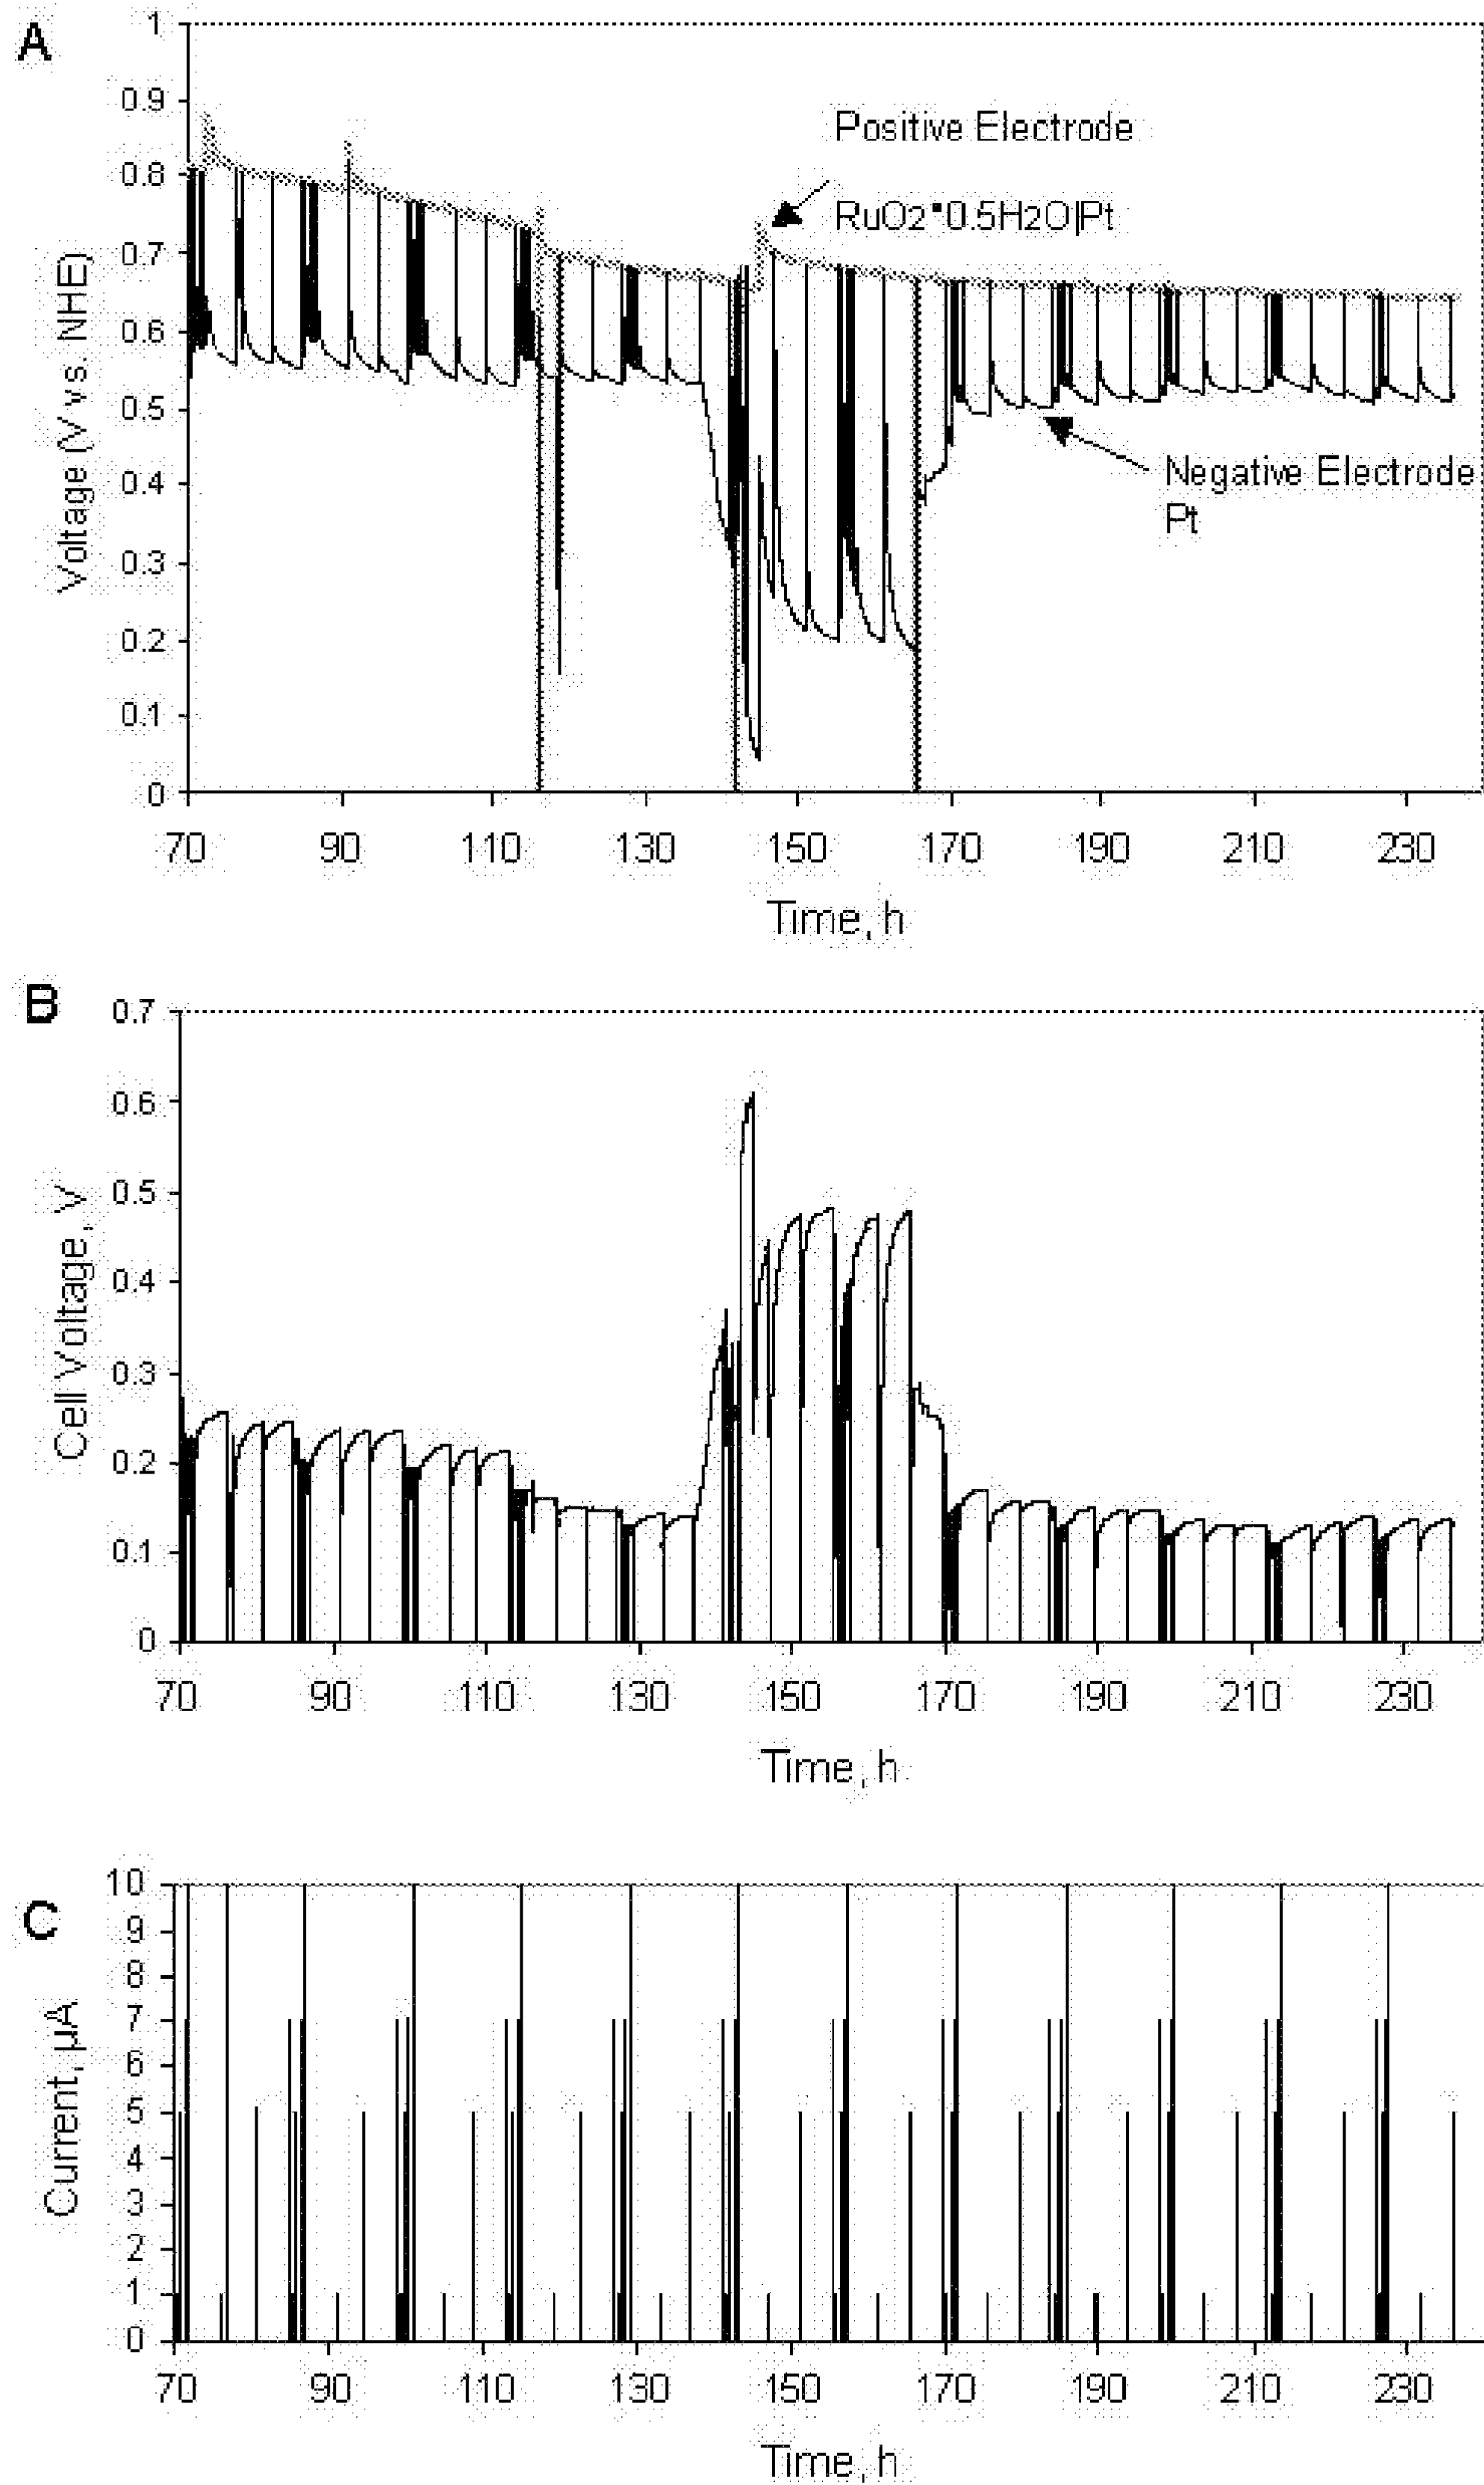 A
1
0.9
0.8
0.7
0.6
0.5
0.4
0.3
0.2
0.1
0
Voltage (V vs. NHE)
Positive Electrode
RuO2*0.5H2O|Pt
Negative Electrode
Pt
70 90 110 130 150 170 190 210 230
Time, h
B
0.7
0.6
0.5
0.4
0.3
0.2
0.1
0
Cell Voltage, V
70 90 110 130 150 170 190 210 230
Time, h
C
10
9
8
7
6
5
4
3
2
1
0
Current, µA
70 90 110 130 150 170 190 210 230
Time, h